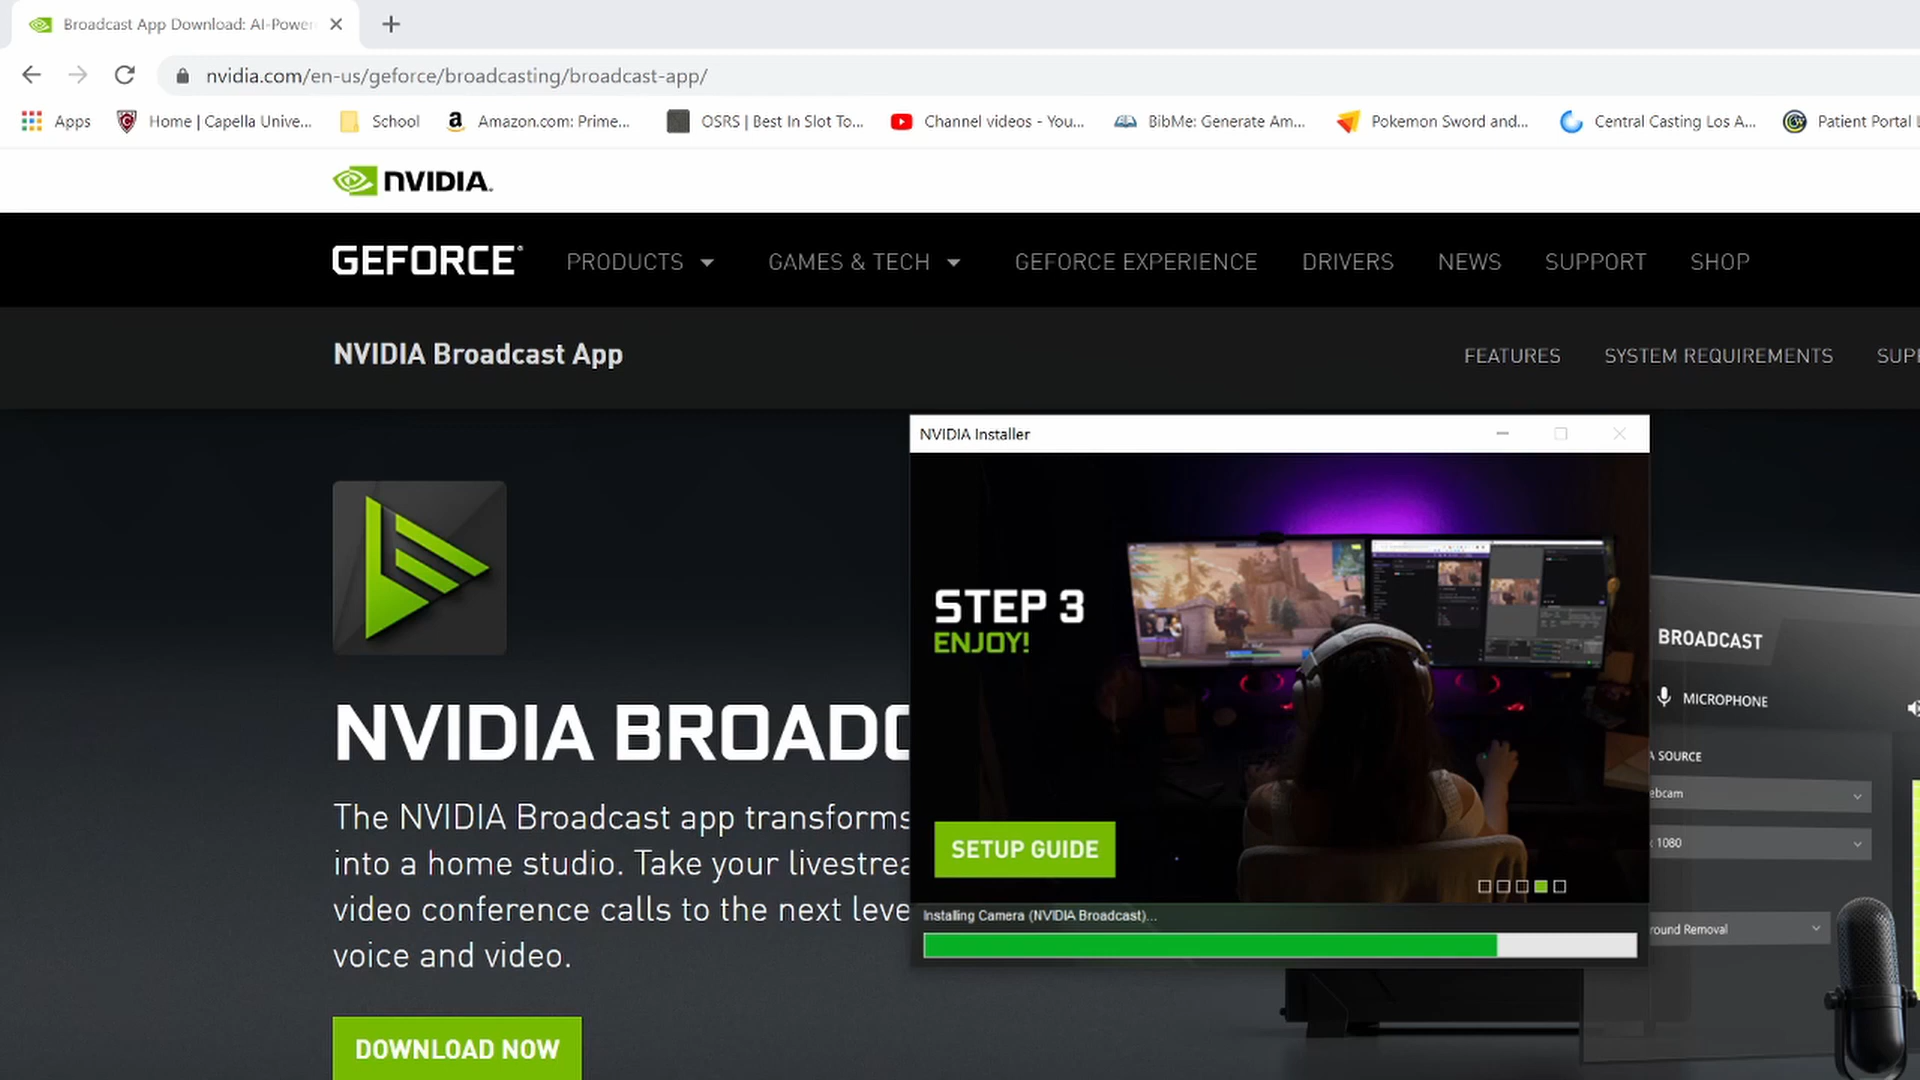 Broadcast App Download: AI-Power
nvidia.com/en-us/geforce/broadcasting/broadcast-app/
Apps
Home | Capella Unive...
School
Amazon.com: Prime...
OSRS | Best In Slot To...
Channel videos - You...
BibMe: Generate Am...
Pokemon Sword and...
Central Casting Los A...
Patient Portal L
NVIDIA.
GEFORCE
PRODUCTS
GAMES & TECH
GEFORCE EXPERIENCE
DRIVERS
NEWS
SUPPORT
SHOP
NVIDIA Broadcast App
FEATURES
SYSTEM REQUIREMENTS
SUPP
NVIDIA Installer
STEP 3
ENJOY!
SETUP GUIDE
Installing Camera (NVIDIA Broadcast)...
BROADCAST
MICROPHONE
A SOURCE
ebcam
x 1080
round Removal
NVIDIA BROADC
The NVIDIA Broadcast app transforms
into a home studio. Take your livestrea
video conference calls to the next leve
voice and video.
DOWNLOAD NOW